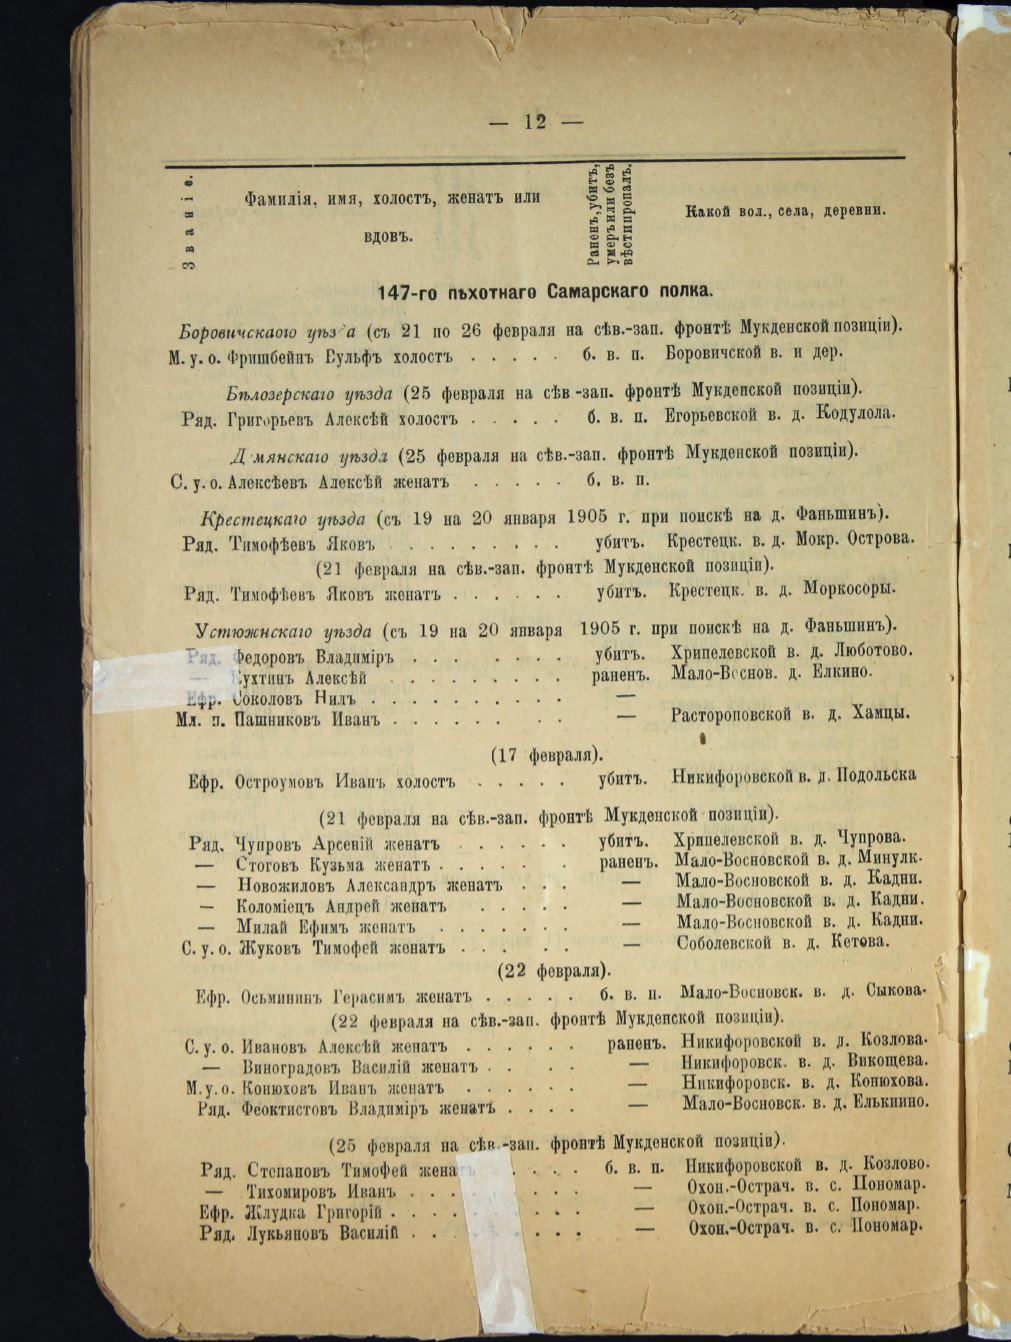 — 12 —
Званіе.
Фамилія, имя, холостъ, женатъ или
вдовъ.
Раненъ, убитъ,
умеръ или безъ
вѣсти пропалъ.
Какой вол., села, деревни.
147-го пѣхотнаго Самарскаго полка.
Боровичскаого уѣзда (съ 21 по 26 февраля на сѣв.-зап. фронтѣ Мукденской позиціи).
М. у. о. Фришбейнъ Вульфъ холостъ . . . . . б. в. п. Боровичской в. и дер.
Бѣлозерскаго уѣзда (25 февраля на сѣв-зап. фронтѣ Мукденской позиціи).
Ряд. Григорьевъ Алексѣй холостъ . . . . . б. в. п. Егорьевской в. д. Кодулола.
Д мянскаго уѣзда (25 февраля на сѣв.-зап. фронтѣ Мукденской позиціи).
С. у. о. Алексѣевъ Алексѣй женатъ . . . . . б. в. п.
Крестецкаго уѣзда (съ 19 на 20 января 1905 г. при поискѣ на д. Фаньшинъ).
Ряд. Тимофѣевъ Яковъ . . . . . . . . убитъ. Крестецк. в. д. Мокр. Острова.
(21 февраля на сѣв.-зап. фронтѣ Мукденской позиціи).
Ряд. Тимофѣевъ Яковъ женатъ . . . . . . убитъ. Крестецк. в. д. Моркосоры.
Устюженскаго уѣзда (съ 19 на 20 января 1905 г. при поискѣ на д. Фаньшинъ).
Ряд. Федоровъ Владиміръ . . . . . . . . убитъ. Хрипелевской в. д. Люботово.
— ухтинъ Алексѣй . . . . . . . . . раненъ. Мало-Воснов. д. Елкино.
Ефр. Соколовъ Нилъ . . . . . . . . . —
Мл. п. Пашниковъ Иванъ . . . . . . . . — Растороповской в. д. Хамцы.
(17 февраля).
Ефр. Остроумовъ Иванъ холостъ . . . . . убитъ. Никифоровской в. д. Подольска
(21 февраля на сѣв.-зап. фронтѣ Мукденской позиціи).
Ряд. Чупровъ Арсеній женатъ . . . . . убитъ. Хрипелевской в. д. Чупрова.
— Стоговъ Кузьма женатъ . . . . . . раненъ. Мало-Восновской в. д. Минулк.
— Новожиловъ Александръ женатъ . . . — Мало-Восновской в. д. Кадни.
— Коломіецъ Андрей женатъ . . . . . — Мало-Восновской в. д. Кадни.
— Милай Ефимъ женатъ . . . . . . . — Мало-Восновской в. д. Кадни.
С. у. о. Жуковъ Тимофей женатъ . . . . . — Соболевской в. д. Кетова.
(22 февраля).
Ефр. Осьмининъ Герасимъ женатъ . . . . . б. в. п. Мало-Восновск. в. д. Сыкова.
(22 февраля на сѣв.-зап. фронтѣ Мукденской позиціи).
С. у. о. Ивановъ Алексѣй женатъ . . . . . . раненъ. Никифоровской в. д. Козлова.
— Виноградовъ Василій женатъ . . . . — Никифоровск. в. д. Викощева.
М. у. о. Конюховъ Иванъ женатъ . . . . . . — Никифоровск. в. д. Конюхова.
Ряд. Феоктистовъ Владиміръ женатъ . . . . — Мало-Восновск. в. д. Елькиино.
(25 февраля на сѣв.-зап. фронтѣ Мукденской позиціи).
Ряд. Степановъ Тимофей жена . . . . б. в. п. Никифоровской в. д. Козлово.
— Тихомировъ Иванъ . . . . . . — Охон.-Острач. в. с. Пономар.
Ефр. Жлудка Григорій . . . . . . . — Охон.-Острач. в. с. Пономар.
Ряд. Лукьяновъ Василій . . . . . . — Охон.-Острач. в. с. Пономар.